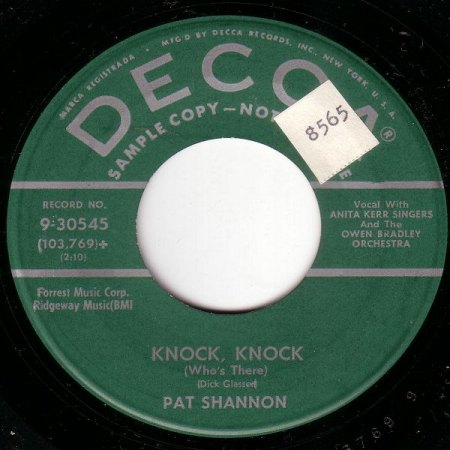 MARCA REGISTRADA • MFG'D BY DECCA RECORDS, INC., NEW YORK, U.S.A.
DECCA®
SAMPLE COPY—NOT
8565
RECORD NO.
9-30545
(103,769)+
(2:10)
Vocal With
ANITA KERR SINGERS
And The
OWEN BRADLEY
ORCHESTRA
Forrest Music Corp.
Ridgeway Music(BMI
KNOCK, KNOCK
(Who's There)
(Dick Glasser)
PAT SHANNON